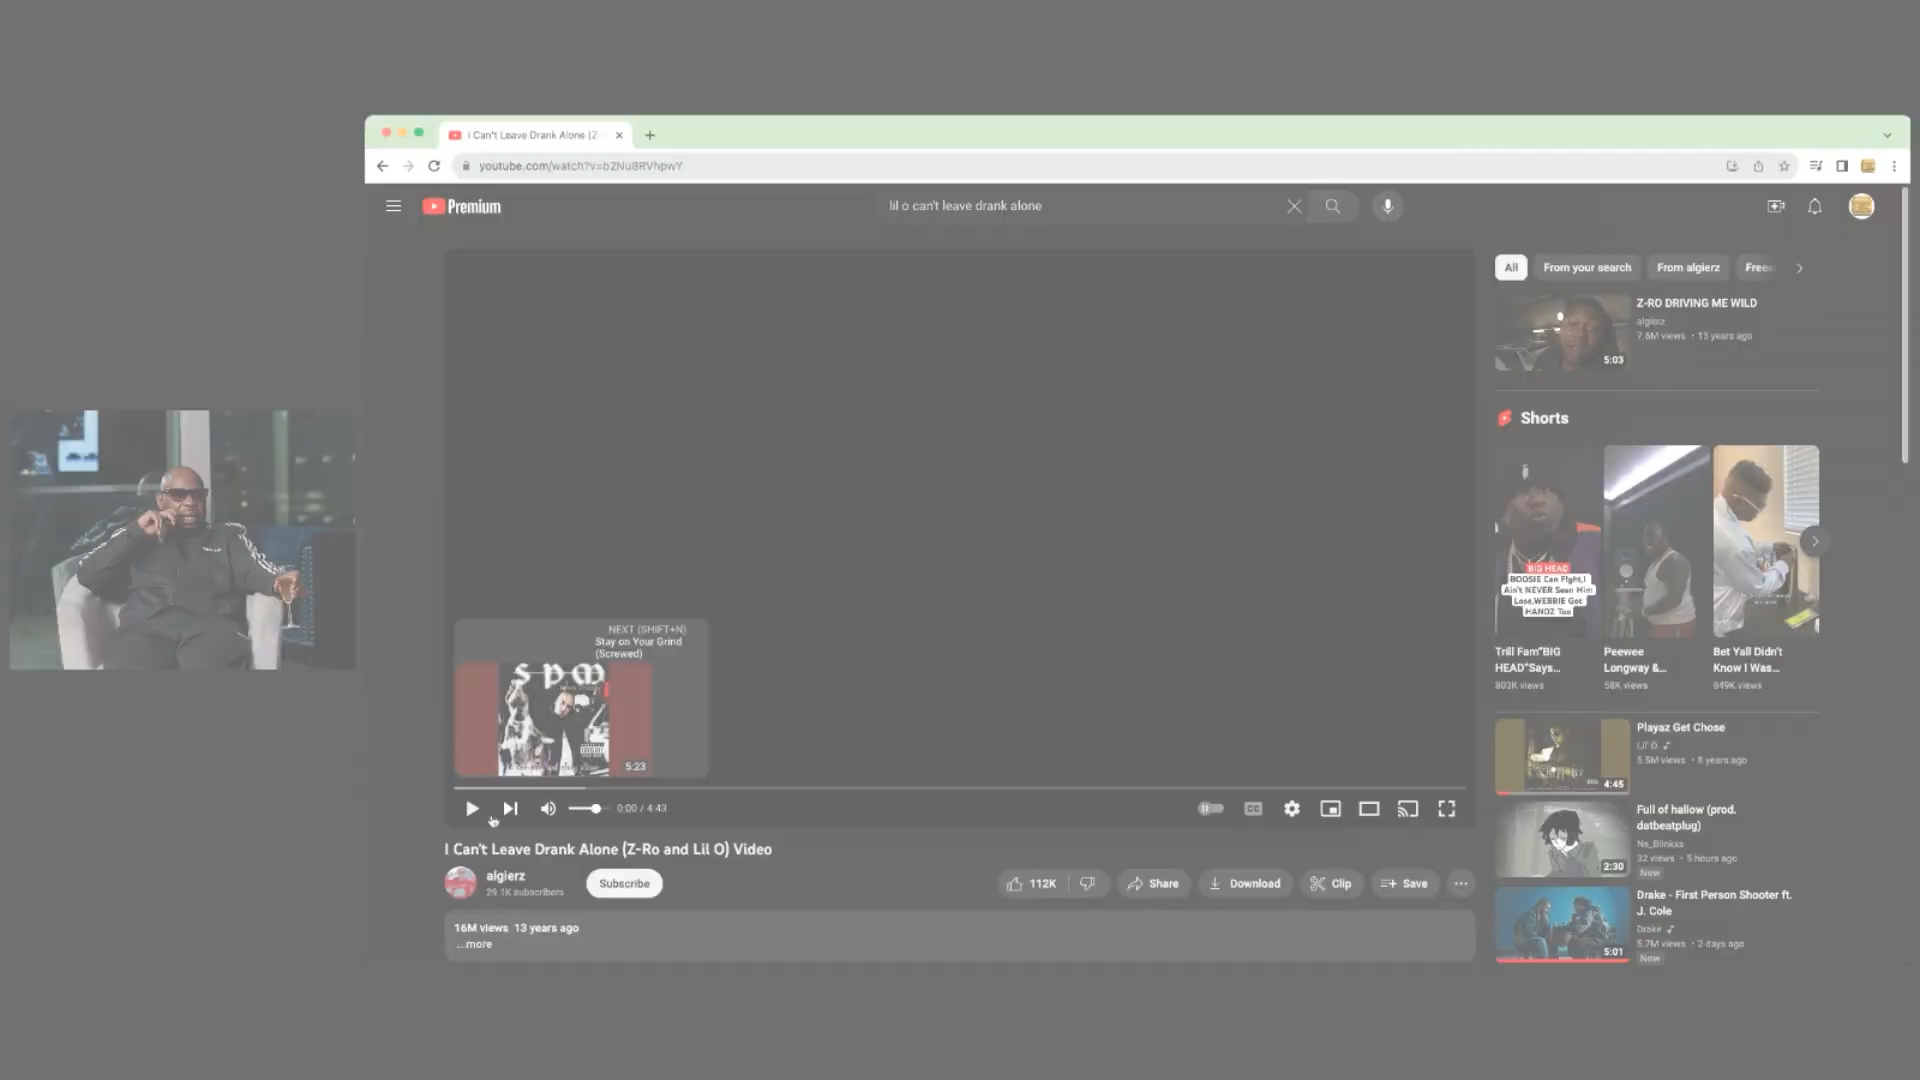 I Can't Leave Drank Alone (Z
youtube.com/watch?v=b2Nu8RVhpwY
Premium
lil o can't leave drank alone
All
From your search
From algierz
Free
Z-RO DRIVING ME WILD
algierz
7.6M views • 13 years ago
5:03
Shorts
BIG HEAD
BOOSIE Can Fight,I
Ain't NEVER Seen Him
Lose,WEBBIE Got
HANDZ Too
Trill Fam"BIG
HEAD"Says...
803K views
Peewee
Longway &...
58K views
Bet Yall Didn't
Know I Was...
849K views
NEXT (SHIFT+N)
Stay on Your Grind
(Screwed)
spm
5:23
0:00 / 4:43
CC
I Can't Leave Drank Alone (Z-Ro and Lil O) Video
algierz
29.1K subscribers
Subscribe
112K
Share
Download
Clip
Save
16M views 13 years ago
...more
Playaz Get Chose
Lil' O
5.5M views • 8 years ago
4:45
Full of hallow (prod.
datbeatplug)
Ns_Blinkxs
32 views • 5 hours ago
New
2:30
Drake - First Person Shooter ft.
J. Cole
Drake
5.7M views • 2 days ago
New
5:01